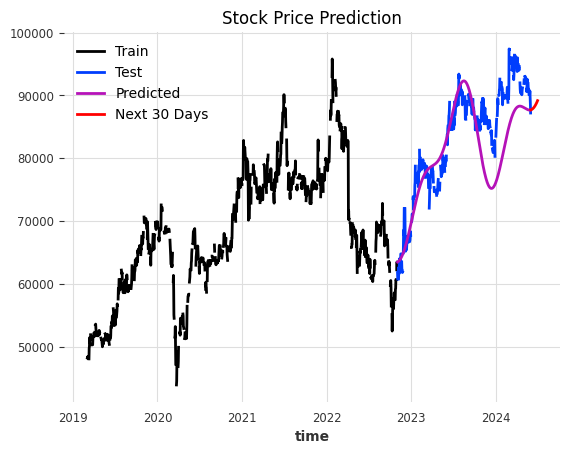 Stock Price Prediction
100000
90000
80000
70000
60000
50000
Train
Test
Predicted
Next 30 Days
2019
2020
2021
2022
2023
2024
time